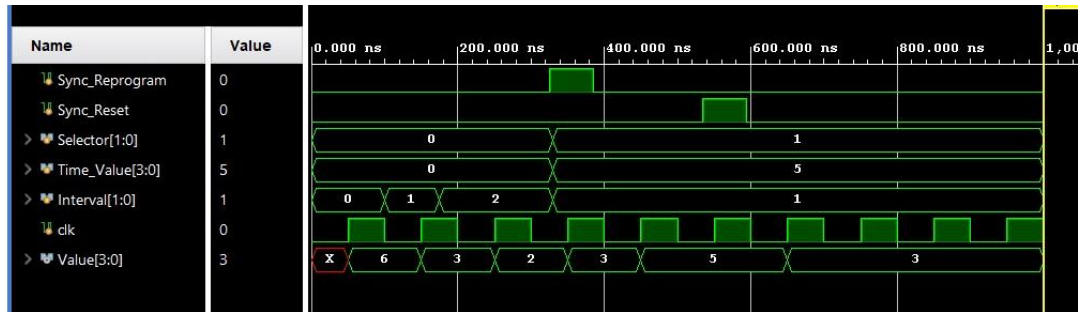 Name Value 0.000 ns 200.000 ns 400.000 ns 600.000 ns 800.000 ns 1,00
Sync_Reprogram 0
Sync_Reset 0
Selector[1:0] 1 0 1
Time_Value[3:0] 5 0 5
Interval[1:0] 1 0 1 2 1
clk 0
Value[3:0] 3 X 6 3 2 3 5 3